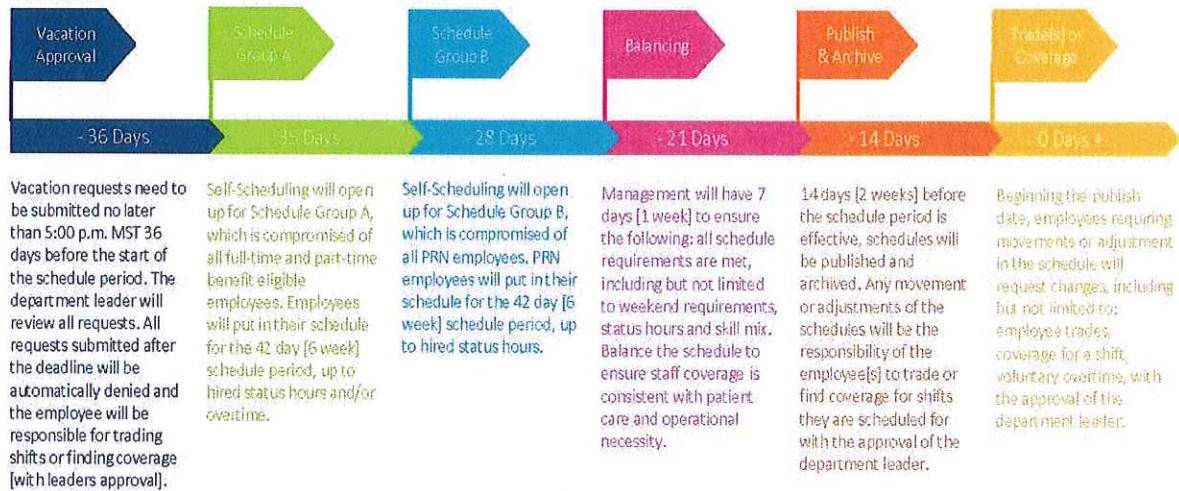 Vacation
Approval
Schedule
Group A
Schedule
Group B
Balancing
Publish
& Archive
Trade[s] or
Coverage
- 36 Days
- 35 Days
- 28 Days
- 21 Days
- 14 Days
0 Days +
Vacation requests need to
be submitted no later
than 5:00 p.m. MST 36
days before the start of
the schedule period. The
department leader will
review all requests. All
requests submitted after
the deadline will be
automatically denied and
the employee will be
responsible for trading
shifts or finding coverage
[with leaders approval].
Self-Scheduling will open
up for Schedule Group A,
which is compromised of
all full-time and part-time
benefit eligible
employees. Employees
will put in their schedule
for the 42 day [6 week]
schedule period, up to
hired status hours and/or
overtime.
Self-Scheduling will open
up for Schedule Group B,
which is compromised of
all PRN employees. PRN
employees will put in their
schedule for the 42 day [6
week] schedule period, up
to hired status hours.
Management will have 7
days [1 week] to ensure
the following: all schedule
requirements are met,
including but not limited
to weekend requirements,
status hours and skill mix.
Balance the schedule to
ensure staff coverage is
consistent with patient
care and operational
necessity.
14 days [2 weeks] before
the schedule period is
effective, schedules will
be published and
archived. Any movement
or adjustments of the
schedules will be the
responsibility of the
employee[s] to trade or
find coverage for shifts
they are scheduled for
with the approval of the
department leader.
Beginning the publish
date, employees requiring
movements or adjustment
in the schedule will
request changes, including
but not limited to:
employee trades,
coverage for a shift,
voluntary overtime, with
the approval of the
department leader.